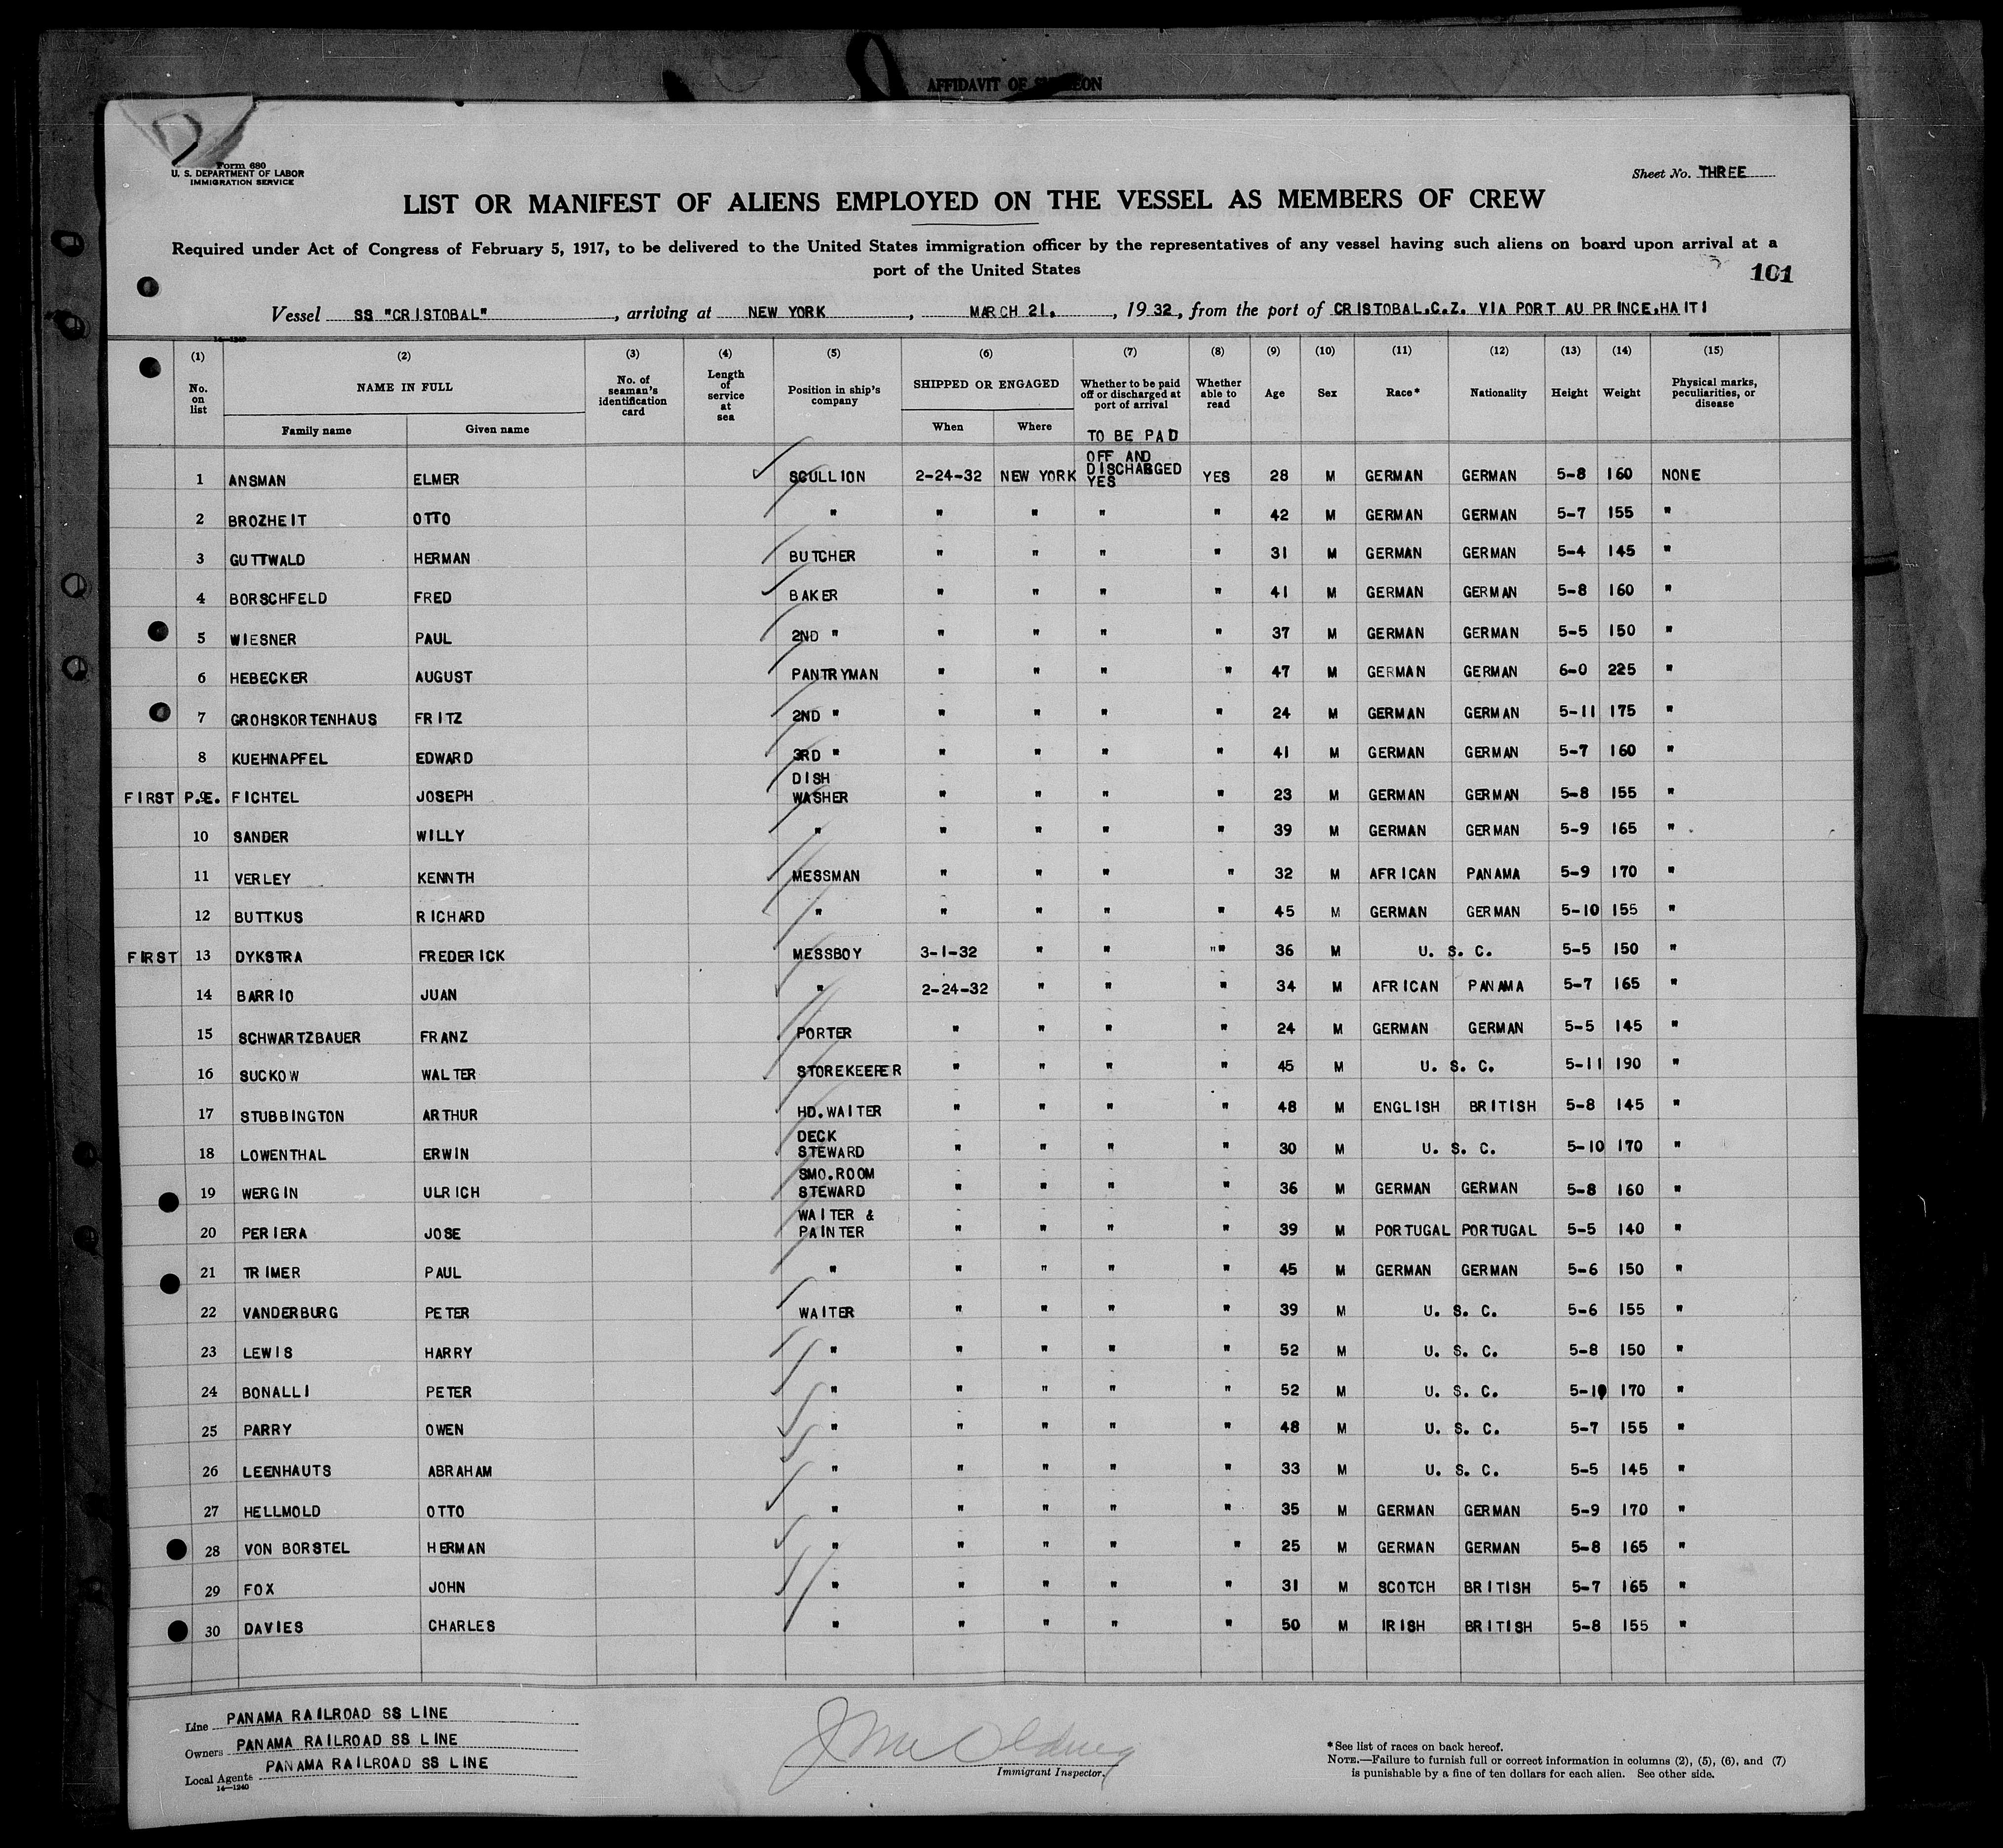 AFFIDAVIT OF
Form 680
U. S. DEPARTMENT OF LABOR
IMMIGRATION SERVICE
Sheet No. THREE
LIST OR MANIFEST OF ALIENS EMPLOYED ON THE VESSEL AS MEMBERS OF CREW
Required under Act of Congress of February 5, 1917, to be delivered to the United States immigration officer by the representatives of any vessel having such aliens on board upon arrival at a
port of the United States
101
Vessel SS "CRISTOBAL", arriving at NEW YORK, MARCH 21., 1932, from the port of CRISTOBAL.C.Z. VIA PORT AU PRINCE.HAITI
14—1240
(1) (2) (3) (4) (5) (6) (7) (8) (9) (10) (11) (12) (13) (14) (15)
No. on list NAME IN FULL Family name Given name No. of seaman's identification card Length of service at sea Position in ship's company SHIPPED OR ENGAGED When Where Whether to be paid off or discharged at port of arrival Whether able to read Age Sex Race* Nationality Height Weight Physical marks, peculiarities, or disease
TO BE PAD
OFF AND
DISCHARGED
1 ANSMAN ELMER SCULLION 2-24-32 NEW YORK YES YES 28 M GERMAN GERMAN 5-8 160 NONE
2 BROZHEIT OTTO " " " " " 42 M GERMAN GERMAN 5-7 155 "
3 GUTTWALD HERMAN BUTCHER " " " " 31 M GERMAN GERMAN 5-4 145 "
4 BORSCHFELD FRED BAKER " " " " 41 M GERMAN GERMAN 5-8 160 "
5 WIESNER PAUL 2ND " " " " " 37 M GERMAN GERMAN 5-5 150 "
6 HEBECKER AUGUST PANTRYMAN " " " " 47 M GERMAN GERMAN 6-0 225 "
7 GROHSKORTENHAUS FRITZ 2ND " " " " " 24 M GERMAN GERMAN 5-11 175 "
8 KUEHNAPFEL EDWARD 3RD " " " " " 41 M GERMAN GERMAN 5-7 160 "
FIRST P.E. FICHTEL JOSEPH DISH WASHER " " " " 23 M GERMAN GERMAN 5-8 155 "
10 SANDER WILLY " " " " " 39 M GERMAN GERMAN 5-9 165 "
11 VERLEY KENNTH MESSMAN " " " " 32 M AFRICAN PANAMA 5-9 170 "
12 BUTTKUS RICHARD " " " " " 45 M GERMAN GERMAN 5-10 155 "
FIRST 13 DYKSTRA FREDERICK MESSBOY 3-1-32 " " "" 36 M U. S. C. 5-5 150 "
14 BARRIO JUAN " 2-24-32 " " " 34 M AFRICAN PANAMA 5-7 165 "
15 SCHWARTZBAUER FRANZ PORTER " " " " 24 M GERMAN GERMAN 5-5 145 "
16 SUCKOW WALTER STOREKEEPER " " " " 45 M U. S. C. 5-11 190 "
17 STUBBINGTON ARTHUR HD.WAITER " " " " 48 M ENGLISH BRITISH 5-8 145 "
18 LOWENTHAL ERWIN DECK STEWARD " " " " 30 M U. S. C. 5-10 170 "
19 WERGIN ULRICH SMO.ROOM STEWARD " " " " 36 M GERMAN GERMAN 5-8 160 "
20 PERIERA JOSE WAITER & PAINTER " " " " 39 M PORTUGAL PORTUGAL 5-5 140 "
21 TRIMER PAUL " " " " " 45 M GERMAN GERMAN 5-6 150 "
22 VANDERBURG PETER WAITER " " " " 39 M U. S. C. 5-6 155 "
23 LEWIS HARRY " " " " " 52 M U. S. C. 5-8 150 "
24 BONALLI PETER " " " " " 52 M U. S. C. 5-10 170 "
25 PARRY OWEN " " " " " 48 M U. S. C. 5-7 155 "
26 LEENHAUTS ABRAHAM " " " " " 33 M U. S. C. 5-5 145 "
27 HELLMOLD OTTO " " " " " 35 M GERMAN GERMAN 5-9 170 "
28 VON BORSTEL HERMAN " " " " " 25 M GERMAN GERMAN 5-8 165 "
29 FOX JOHN " " " " " 31 M SCOTCH BRITISH 5-7 165 "
30 DAVIES CHARLES " " " " " 50 M IRISH BRITISH 5-8 155 "
Line PANAMA RAILROAD SS LINE
Owners PANAMA RAILROAD SS LINE
Local Agents PANAMA RAILROAD SS LINE
14—1240
Immigrant Inspector.
*See list of races on back hereof.
NOTE.—Failure to furnish full or correct information in columns (2), (5), (6), and (7)
is punishable by a fine of ten dollars for each alien. See other side.